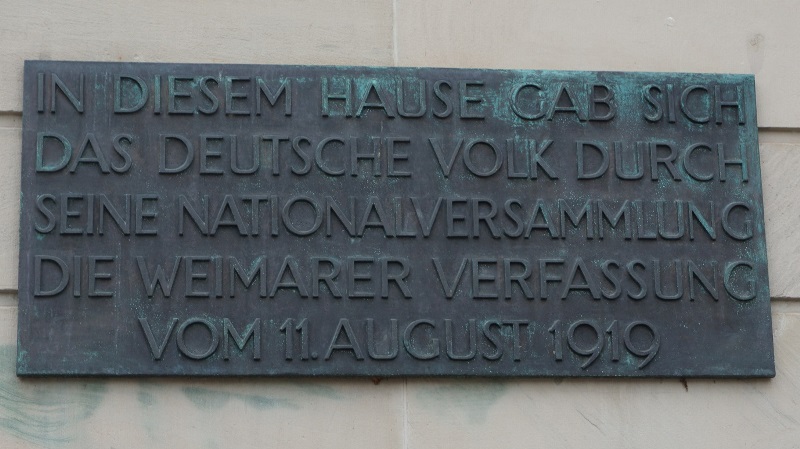 IN DIESEM HAUSE GAB SICH
DAS DEUTSCHE VOLK DURCH
SEINE NATIONALVERSAMMLUNG
DIE WEIMARER VERFASSUNG
VOM 11. AUGUST 1919